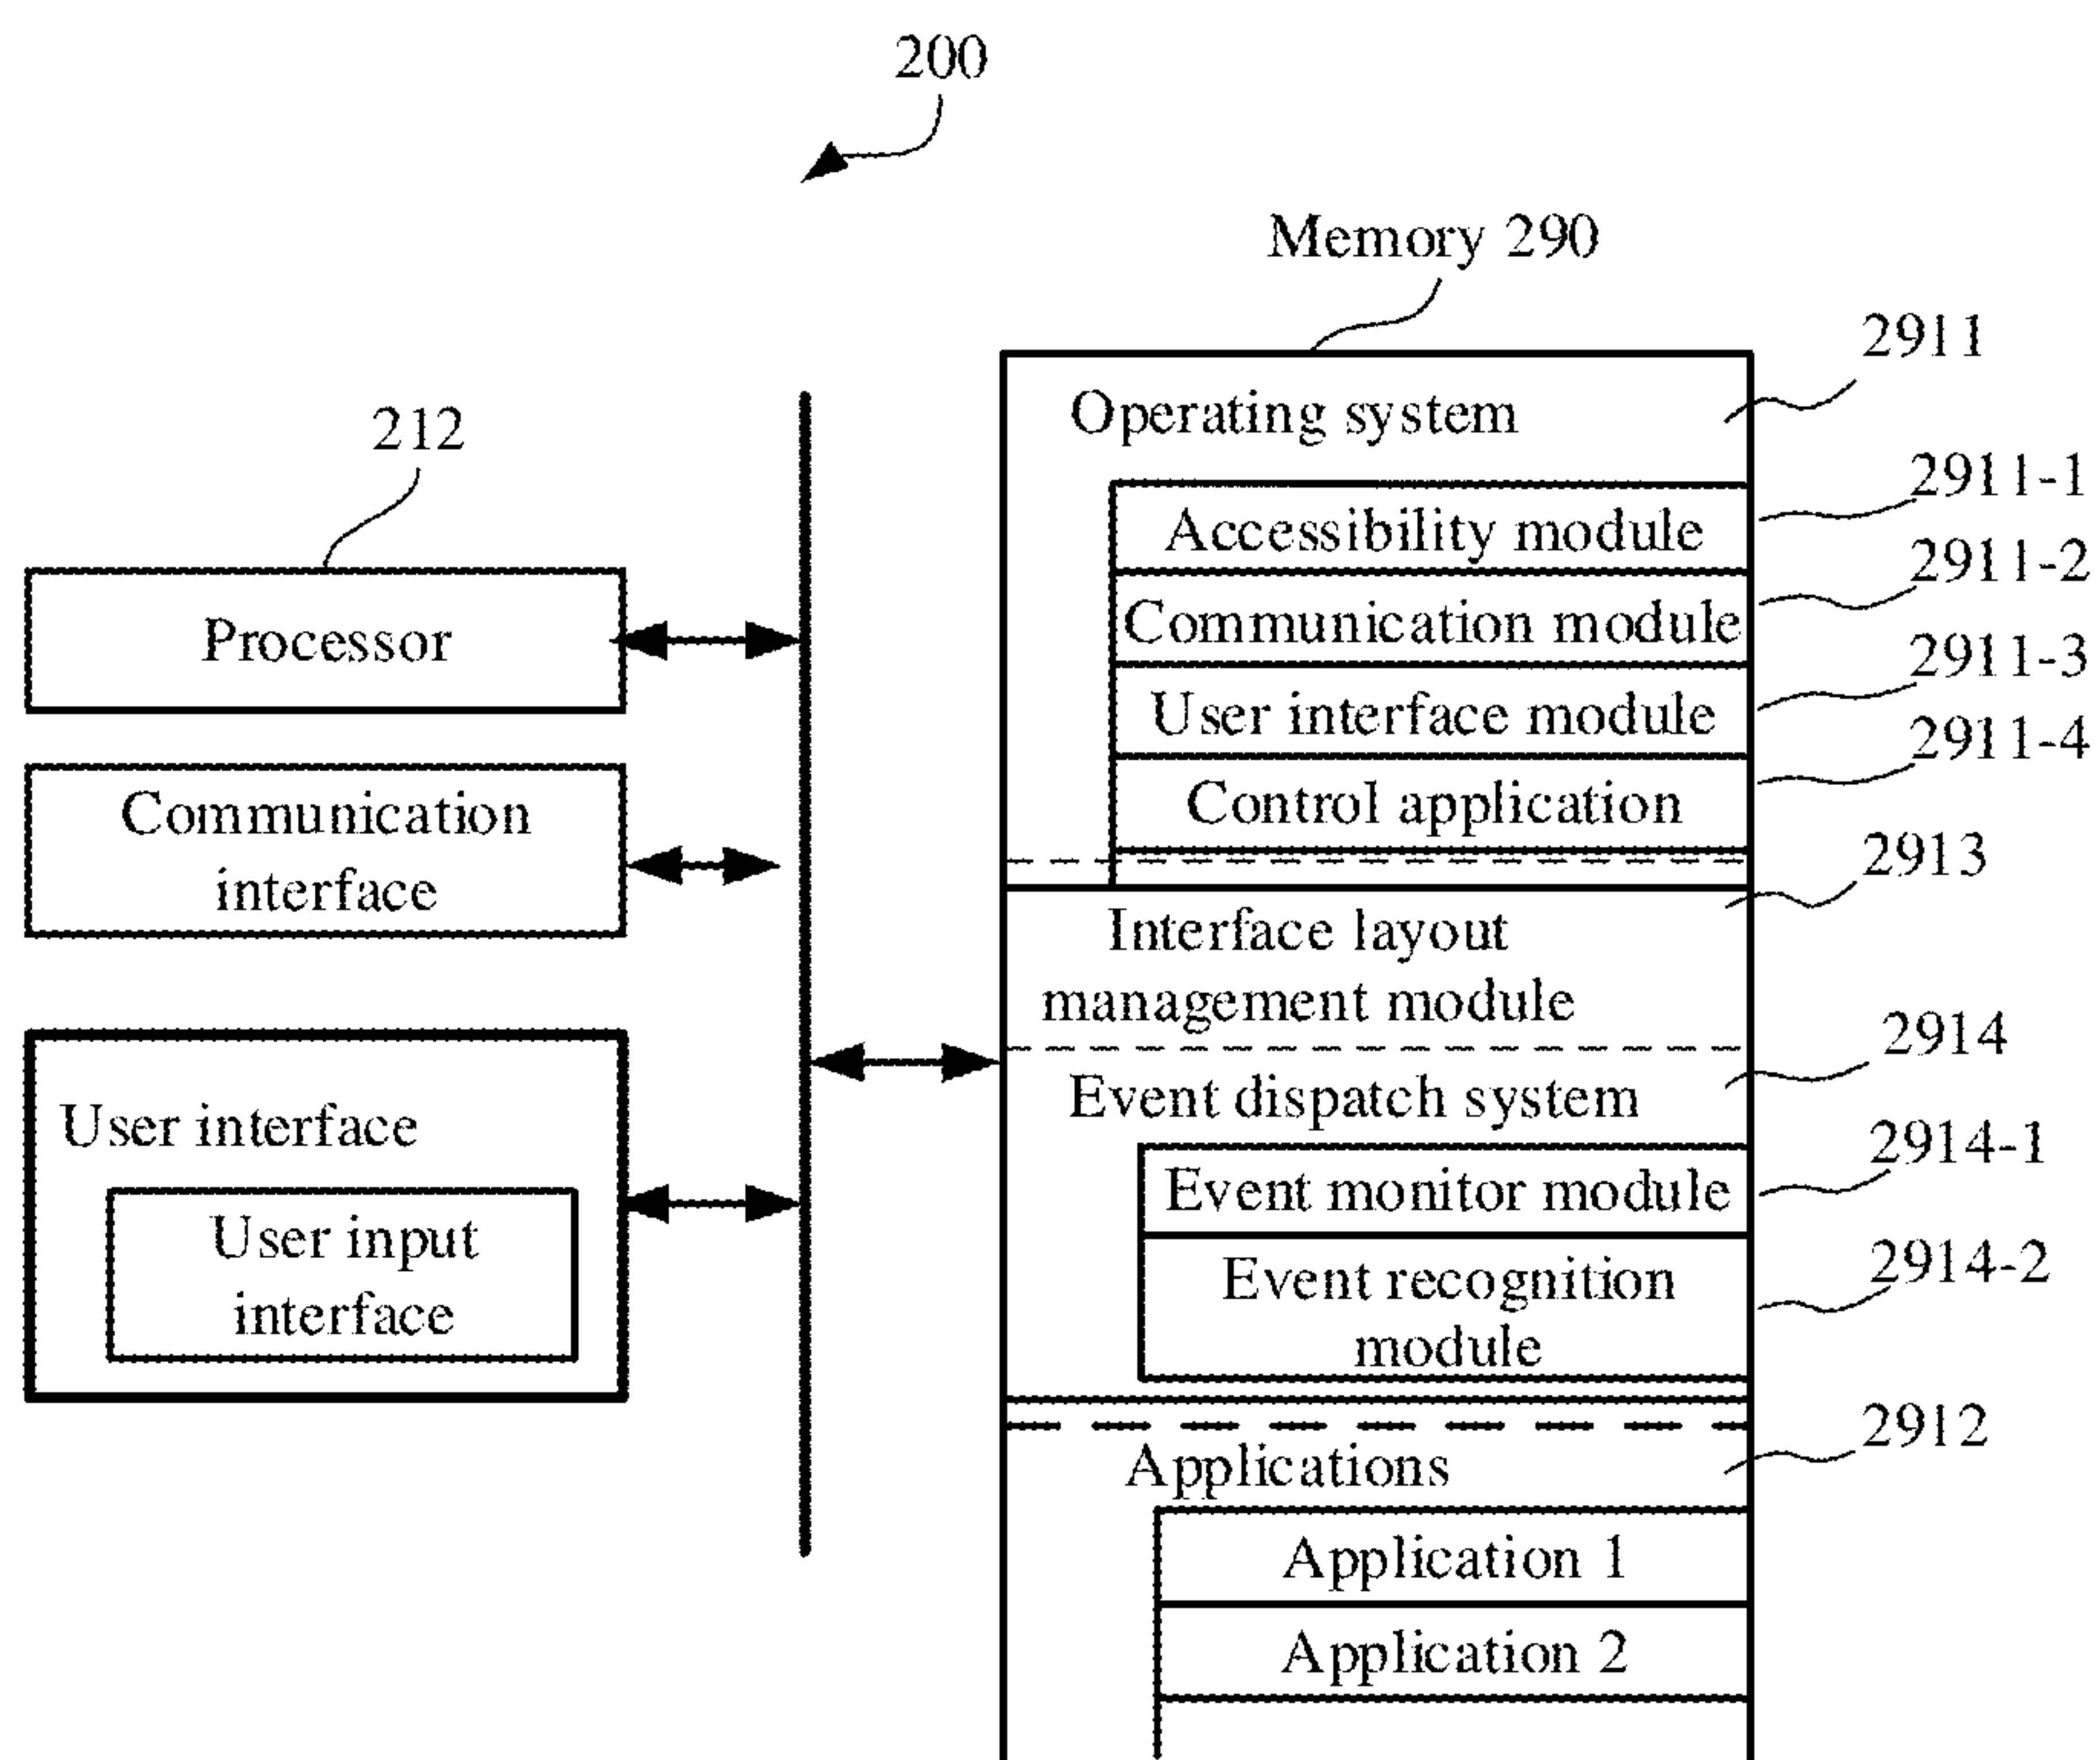 200
Memory 290
2911
Operating system
2911-1
Accessibility module
2911-2
Communication module
2911-3
User interface module
2911-4
Control application
2913
Interface layout
management module
2914
Event dispatch system
2914-1
Event monitor module
2914-2
Event recognition
module
2912
Applications
Application 1
Application 2
212
Processor
Communication
interface
User interface
User input
interface